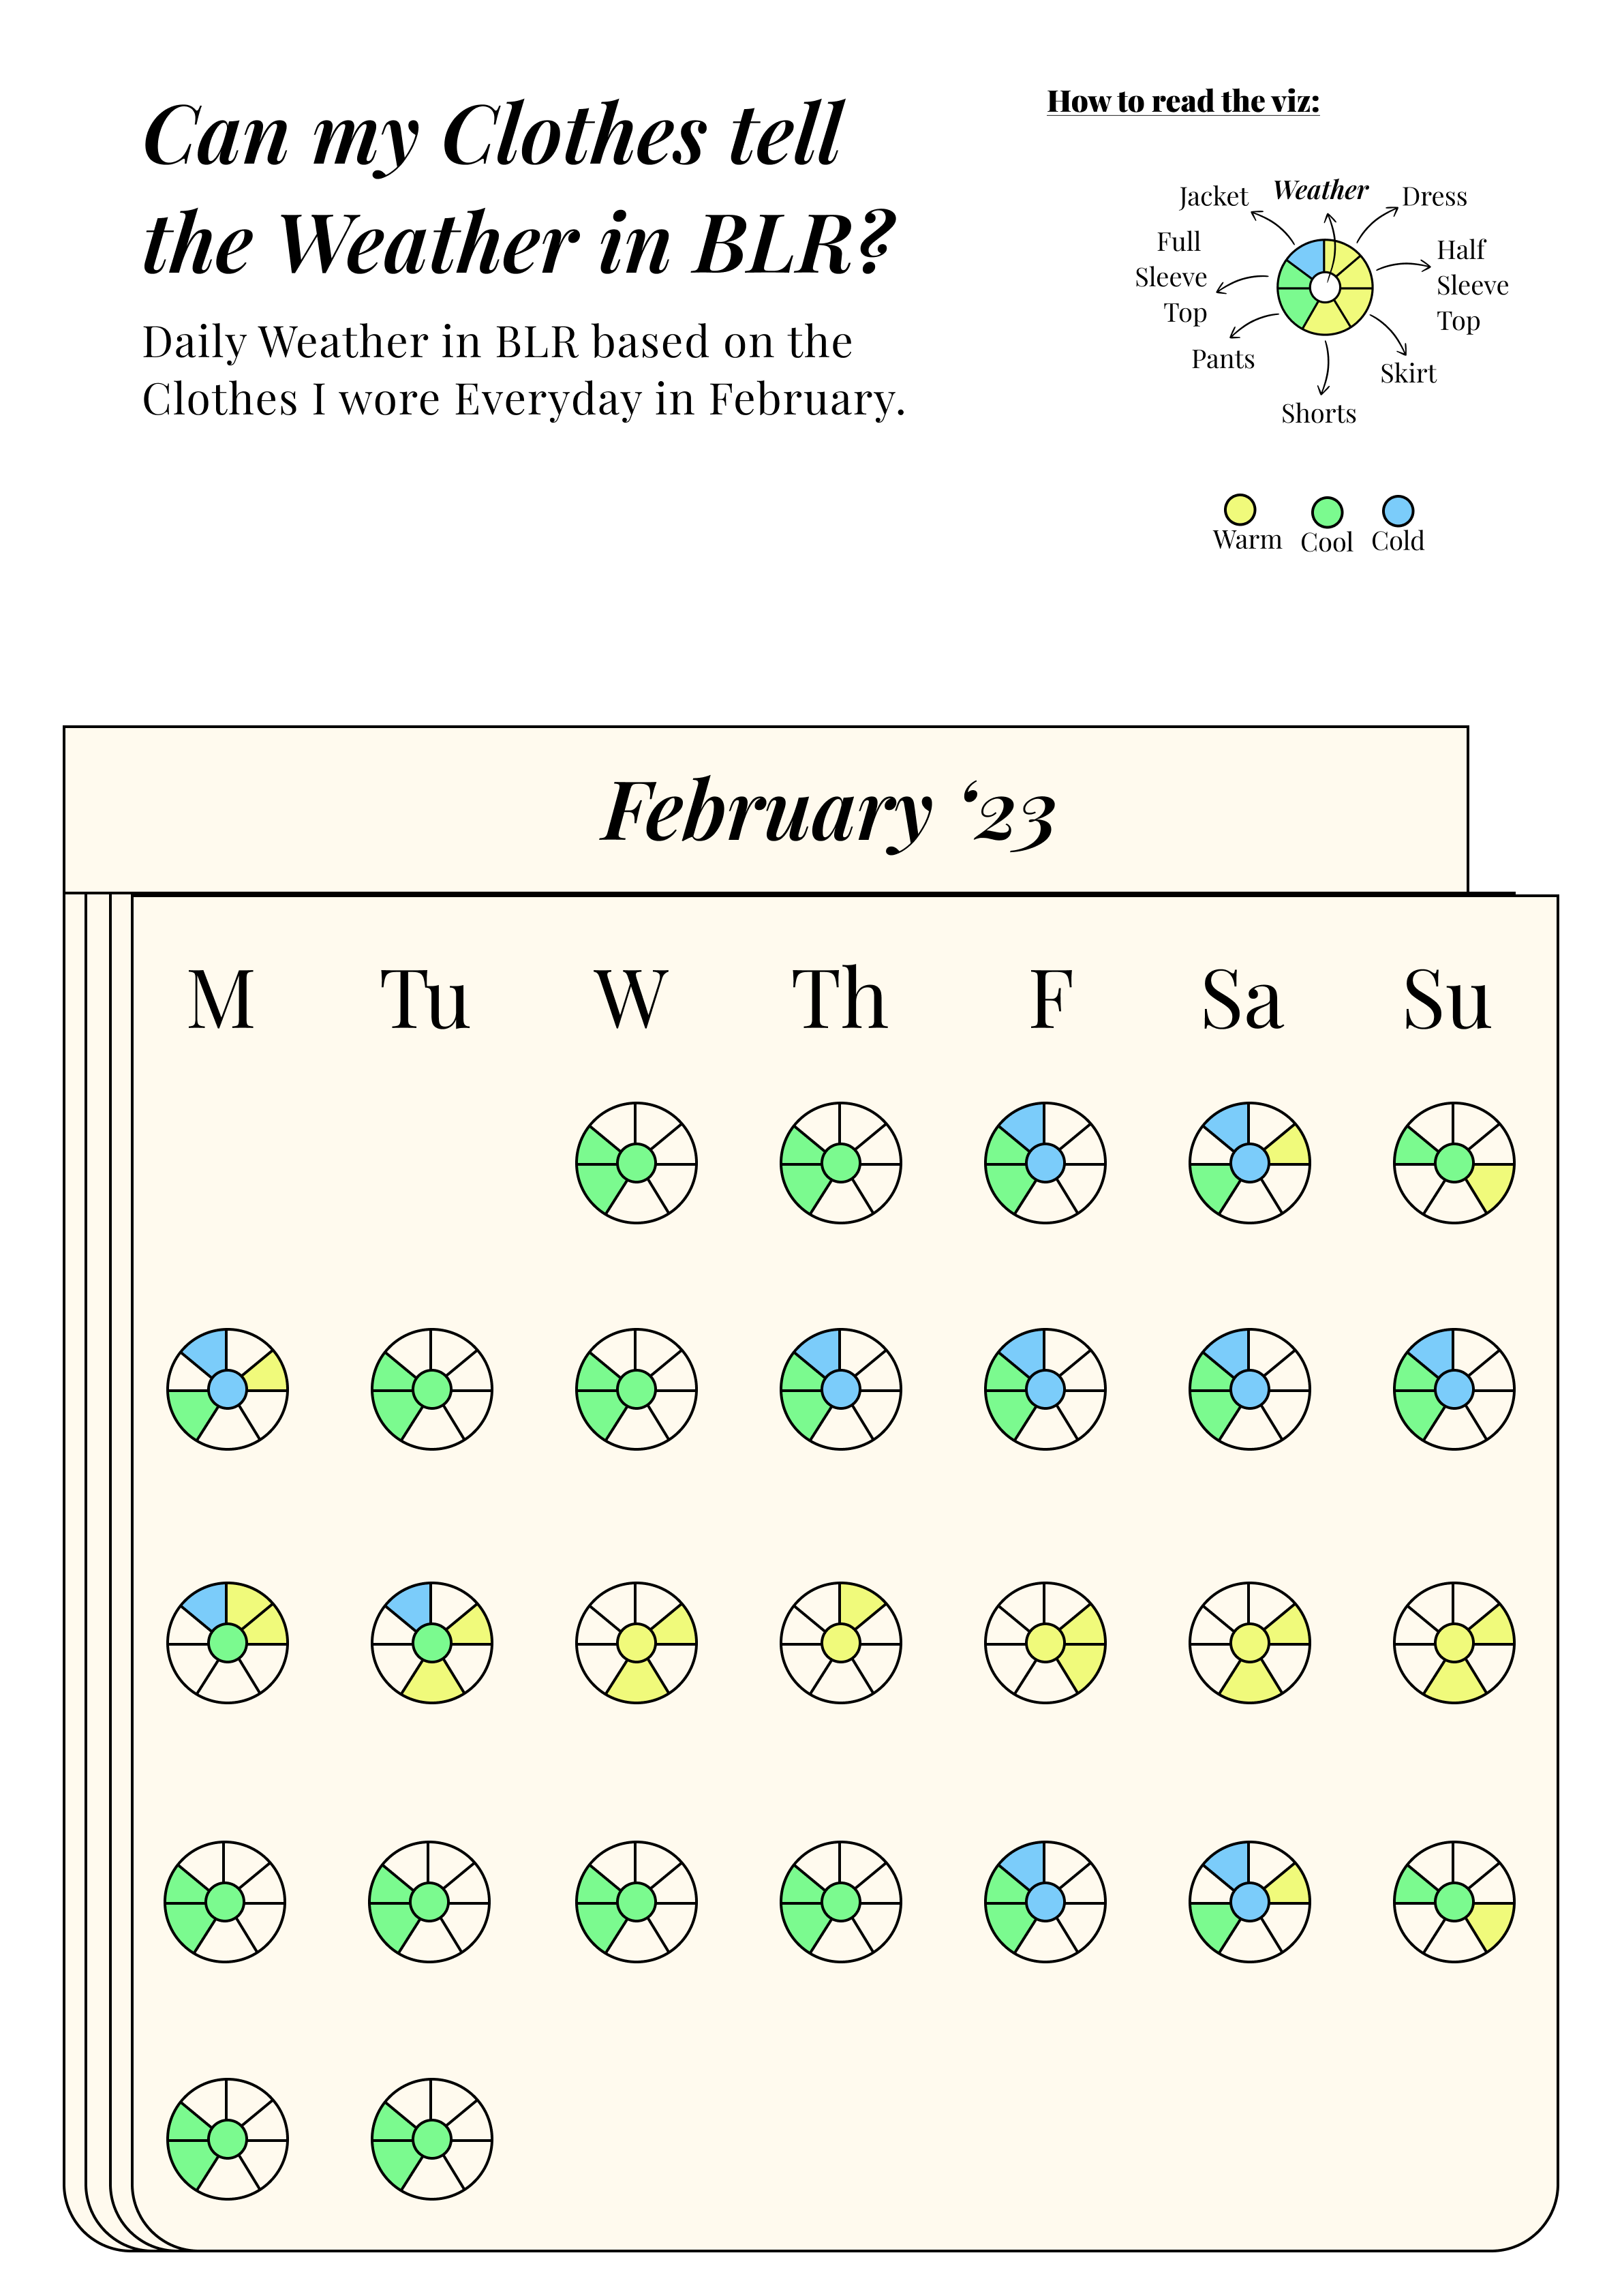 Can my Clothes tell
the Weather in BLR?
Daily Weather in BLR based on the
Clothes I wore Everyday in February.
How to read the viz:
Jacket
Weather
Dress
Full
Sleeve
Top
Half
Sleeve
Top
Pants
Skirt
Shorts
Warm
Cool
Cold
February ‘23
M Tu W Th F Sa Su